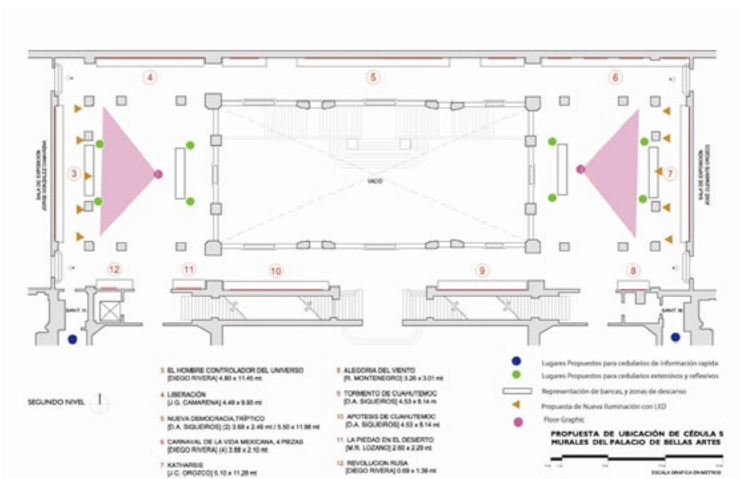 4
5
6
SALA DE EXPOSICIÓN
3
VACIO
7
SALA DE EXPOSICIÓN
JOSÉ CLEMENTE OROZCO
12
11
10
9
8
SANIT. H
SANIT. M
SEGUNDO NIVEL
3. EL HOMBRE CONTROLADOR DEL UNIVERSO
[DIEGO RIVERA] 4.80 x 11.45 mt
4. LIBERACIÓN
[J.G. CAMARENA] 4.49 x 9.93 mt
5. NUEVA DEMOCRACIA,TRÍPTICO
[D.A. SIQUEIROS] (2) 3.68 x 2.46 mt / 5.50 x 11.98 mt
6. CARNAVAL DE LA VIDA MEXICANA, 4 PIEZAS
[DIEGO RIVERA] (4) 3.88 x 2.10 mt
7. KATHARSIS
[J.C. OROZCO] 5.10 x 11.28 mt
8. ALEGORIA DEL VIENTO
[R. MONTENEGRO] 3.26 x 3.01 mt
9. TORMENTO DE CUAHUTEMOC
[D.A. SIQUEIROS] 4.53 x 8.14 mt
10. APOTESIS DE CUAHUTEMOC
[D.A. SIQUEIROS] 4.53 x 8.14 mt
11. LA PIEDAD EN EL DESIERTO
[M.R. LOZANO] 2.60 x 2.29 mt
12. REVOLUCION RUSA
[DIEGO RIVERA] 0.69 x 1.39 mt
Lugares Propuestos para cedularios de información rapida
Lugares Propuestos para cedularios extensivos y reflexivos
Representación de bancas, y zonas de descanso
Propuesta de Nueva Iluminación con LED
Floor Graphic
PROPUESTA DE UBICACIÓN DE CÉDULA S
MURALES DEL PALACIO DE BELLAS ARTES
ESCALA GRAFICA EN METROS